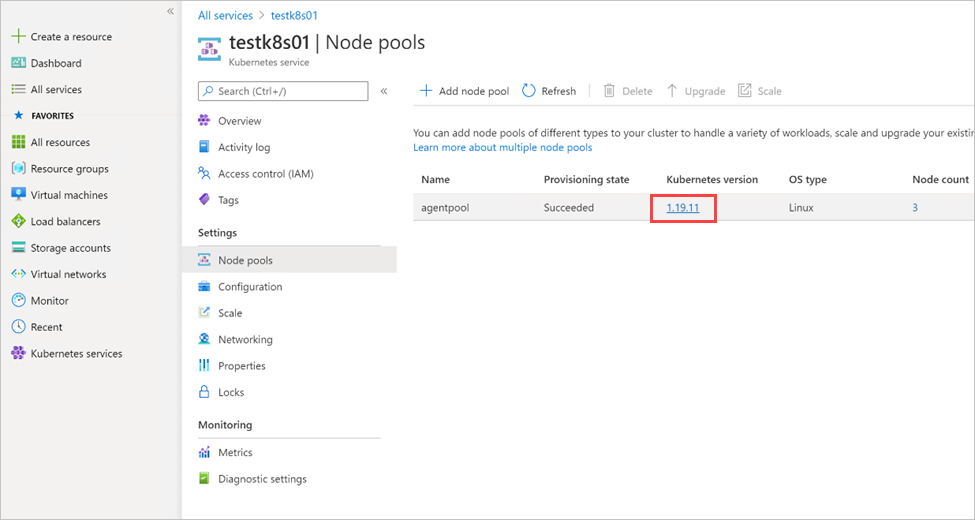 «
Create a resource
Dashboard
All services
FAVORITES
All resources
Resource groups
Virtual machines
Load balancers
Storage accounts
Virtual networks
Monitor
Recent
Kubernetes services
All services > testk8s01
testk8s01 | Node pools
Kubernetes service
Search (Ctrl+/)
«
Overview
Activity log
Access control (IAM)
Tags
Settings
Node pools
Configuration
Scale
Networking
Properties
Locks
Monitoring
Metrics
Diagnostic settings
Add node pool Refresh Delete Upgrade Scale
You can add node pools of different types to your cluster to handle a variety of workloads, scale and upgrade your existin
Learn more about multiple node pools
Name Provisioning state Kubernetes version OS type Node count
agentpool Succeeded 1.19.11 Linux 3